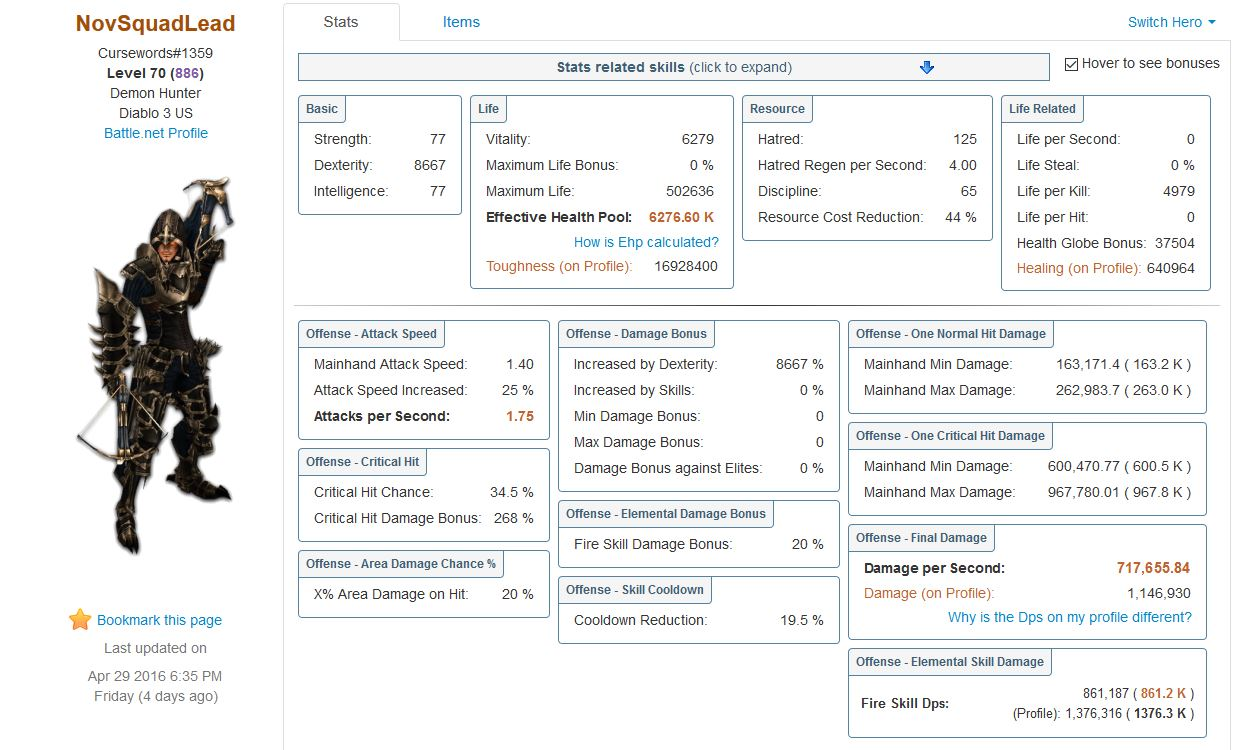 NovSquadLead
Cursewords#1359
Level 70 (886)
Demon Hunter
Diablo 3 US
Battle.net Profile
Bookmark this page
Last updated on
Apr 29 2016 6:35 PM
Friday (4 days ago)
Stats
Items
Switch Hero
Stats related skills (click to expand)
Hover to see bonuses
Basic
Strength: 77
Dexterity: 8667
Intelligence: 77
Life
Vitality: 6279
Maximum Life Bonus: 0 %
Maximum Life: 502636
Effective Health Pool: 6276.60 K
How is Ehp calculated?
Toughness (on Profile): 16928400
Resource
Hatred: 125
Hatred Regen per Second: 4.00
Discipline: 65
Resource Cost Reduction: 44 %
Life Related
Life per Second: 0
Life Steal: 0 %
Life per Kill: 4979
Life per Hit: 0
Health Globe Bonus: 37504
Healing (on Profile): 640964
Offense - Attack Speed
Mainhand Attack Speed: 1.40
Attack Speed Increased: 25 %
Attacks per Second: 1.75
Offense - Critical Hit
Critical Hit Chance: 34.5 %
Critical Hit Damage Bonus: 268 %
Offense - Area Damage Chance %
X% Area Damage on Hit: 20 %
Offense - Damage Bonus
Increased by Dexterity: 8667 %
Increased by Skills: 0 %
Min Damage Bonus: 0
Max Damage Bonus: 0
Damage Bonus against Elites: 0 %
Offense - Elemental Damage Bonus
Fire Skill Damage Bonus: 20 %
Offense - Skill Cooldown
Cooldown Reduction: 19.5 %
Offense - One Normal Hit Damage
Mainhand Min Damage: 163,171.4 ( 163.2 K )
Mainhand Max Damage: 262,983.7 ( 263.0 K )
Offense - One Critical Hit Damage
Mainhand Min Damage: 600,470.77 ( 600.5 K )
Mainhand Max Damage: 967,780.01 ( 967.8 K )
Offense - Final Damage
Damage per Second: 717,655.84
Damage (on Profile): 1,146,930
Why is the Dps on my profile different?
Offense - Elemental Skill Damage
Fire Skill Dps: 861,187 ( 861.2 K )
(Profile): 1,376,316 ( 1376.3 K )